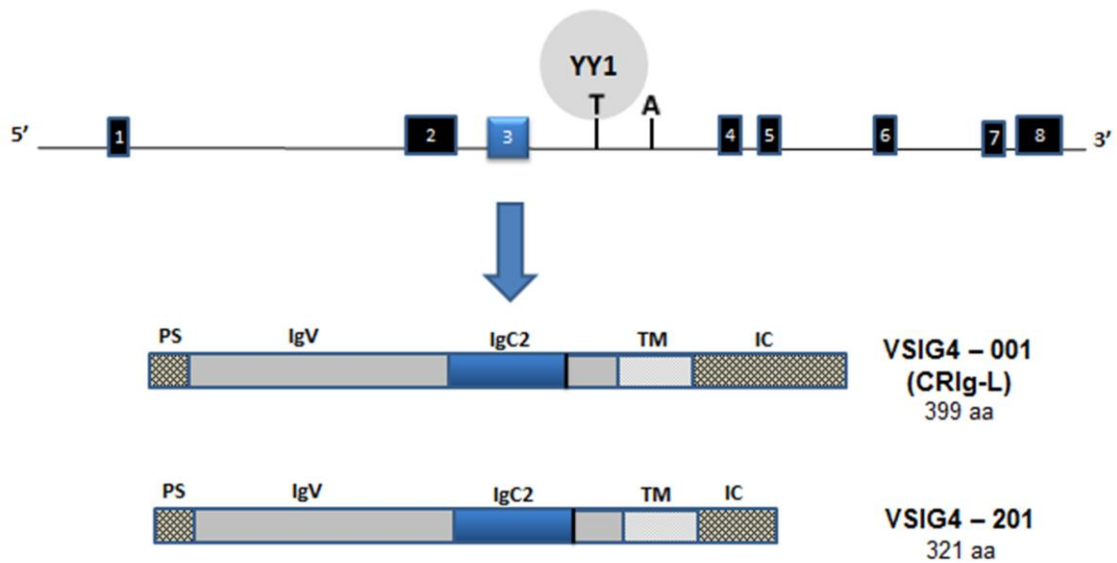 YY1
T A
5’ 1 2 3 4 5 6 7 8 3’
PS IgV IgC2 TM IC
VSIG4 – 001
(CRIg-L)
399 aa
PS IgV IgC2 TM IC
VSIG4 – 201
321 aa